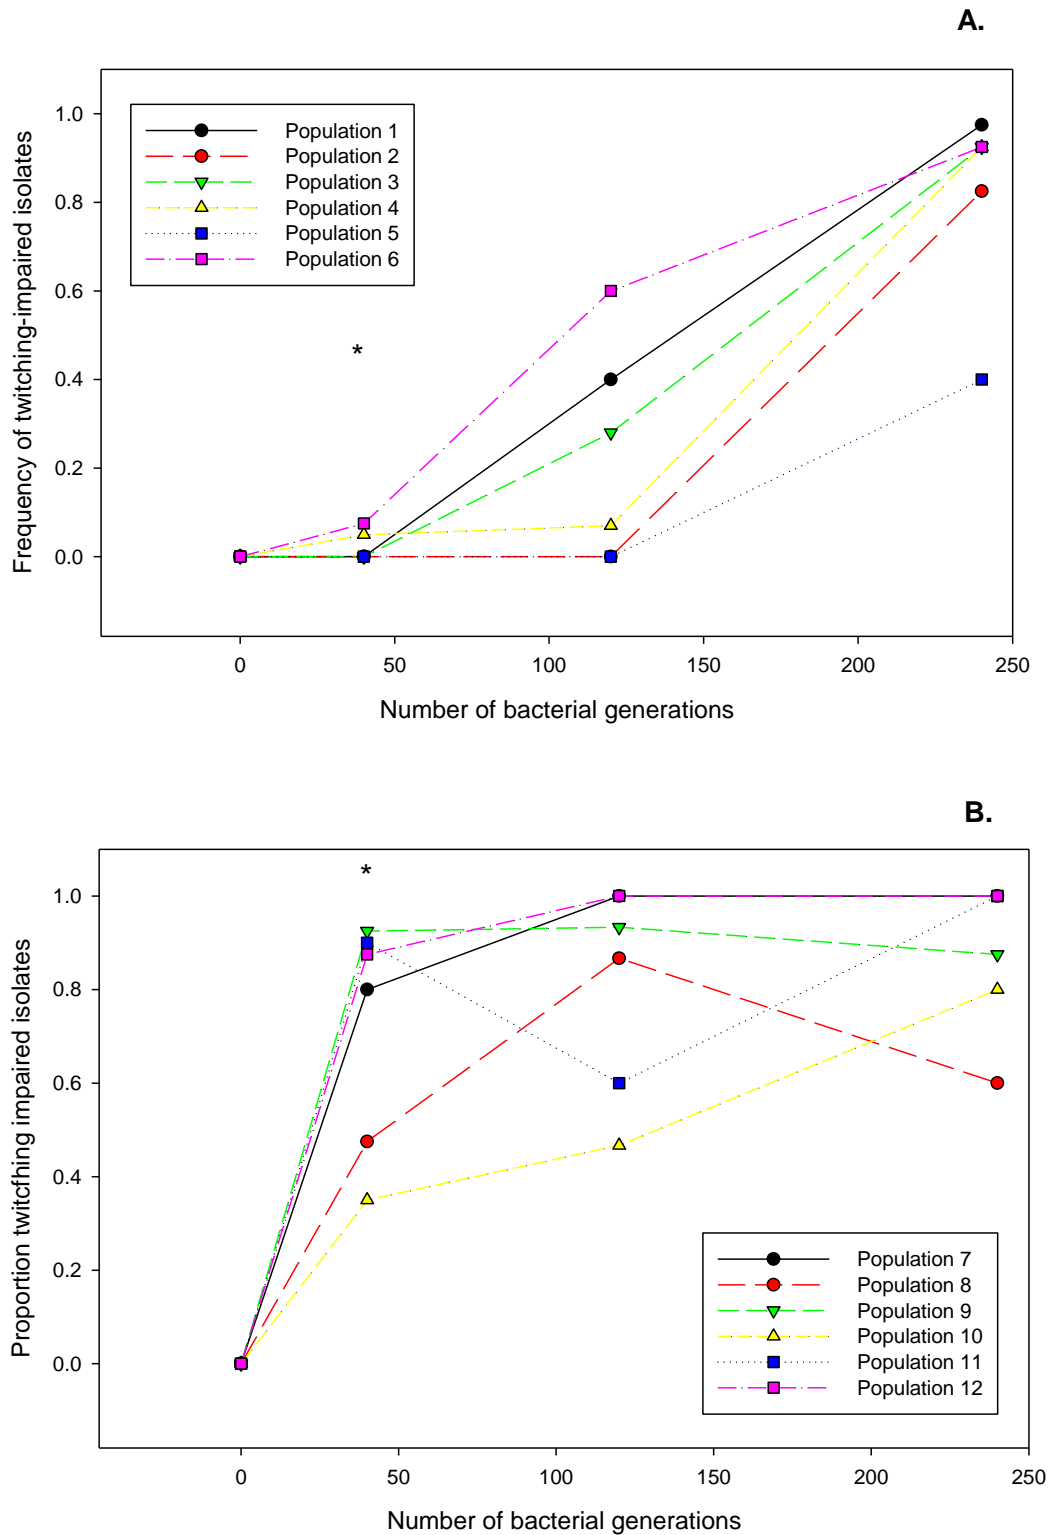 A.
Frequency of twitching-impaired isolates
1.0
0.8
0.6
0.4
0.2
0.0
Population 1
Population 2
Population 3
Population 4
Population 5
Population 6
*
0
50
100
150
200
250
Number of bacterial generations
B.
Proportion twitcfhing impaired isolates
*
1.0
0.8
0.6
0.4
0.2
0.0
Population 7
Population 8
Population 9
Population 10
Population 11
Population 12
0
50
100
150
200
250
Number of bacterial generations